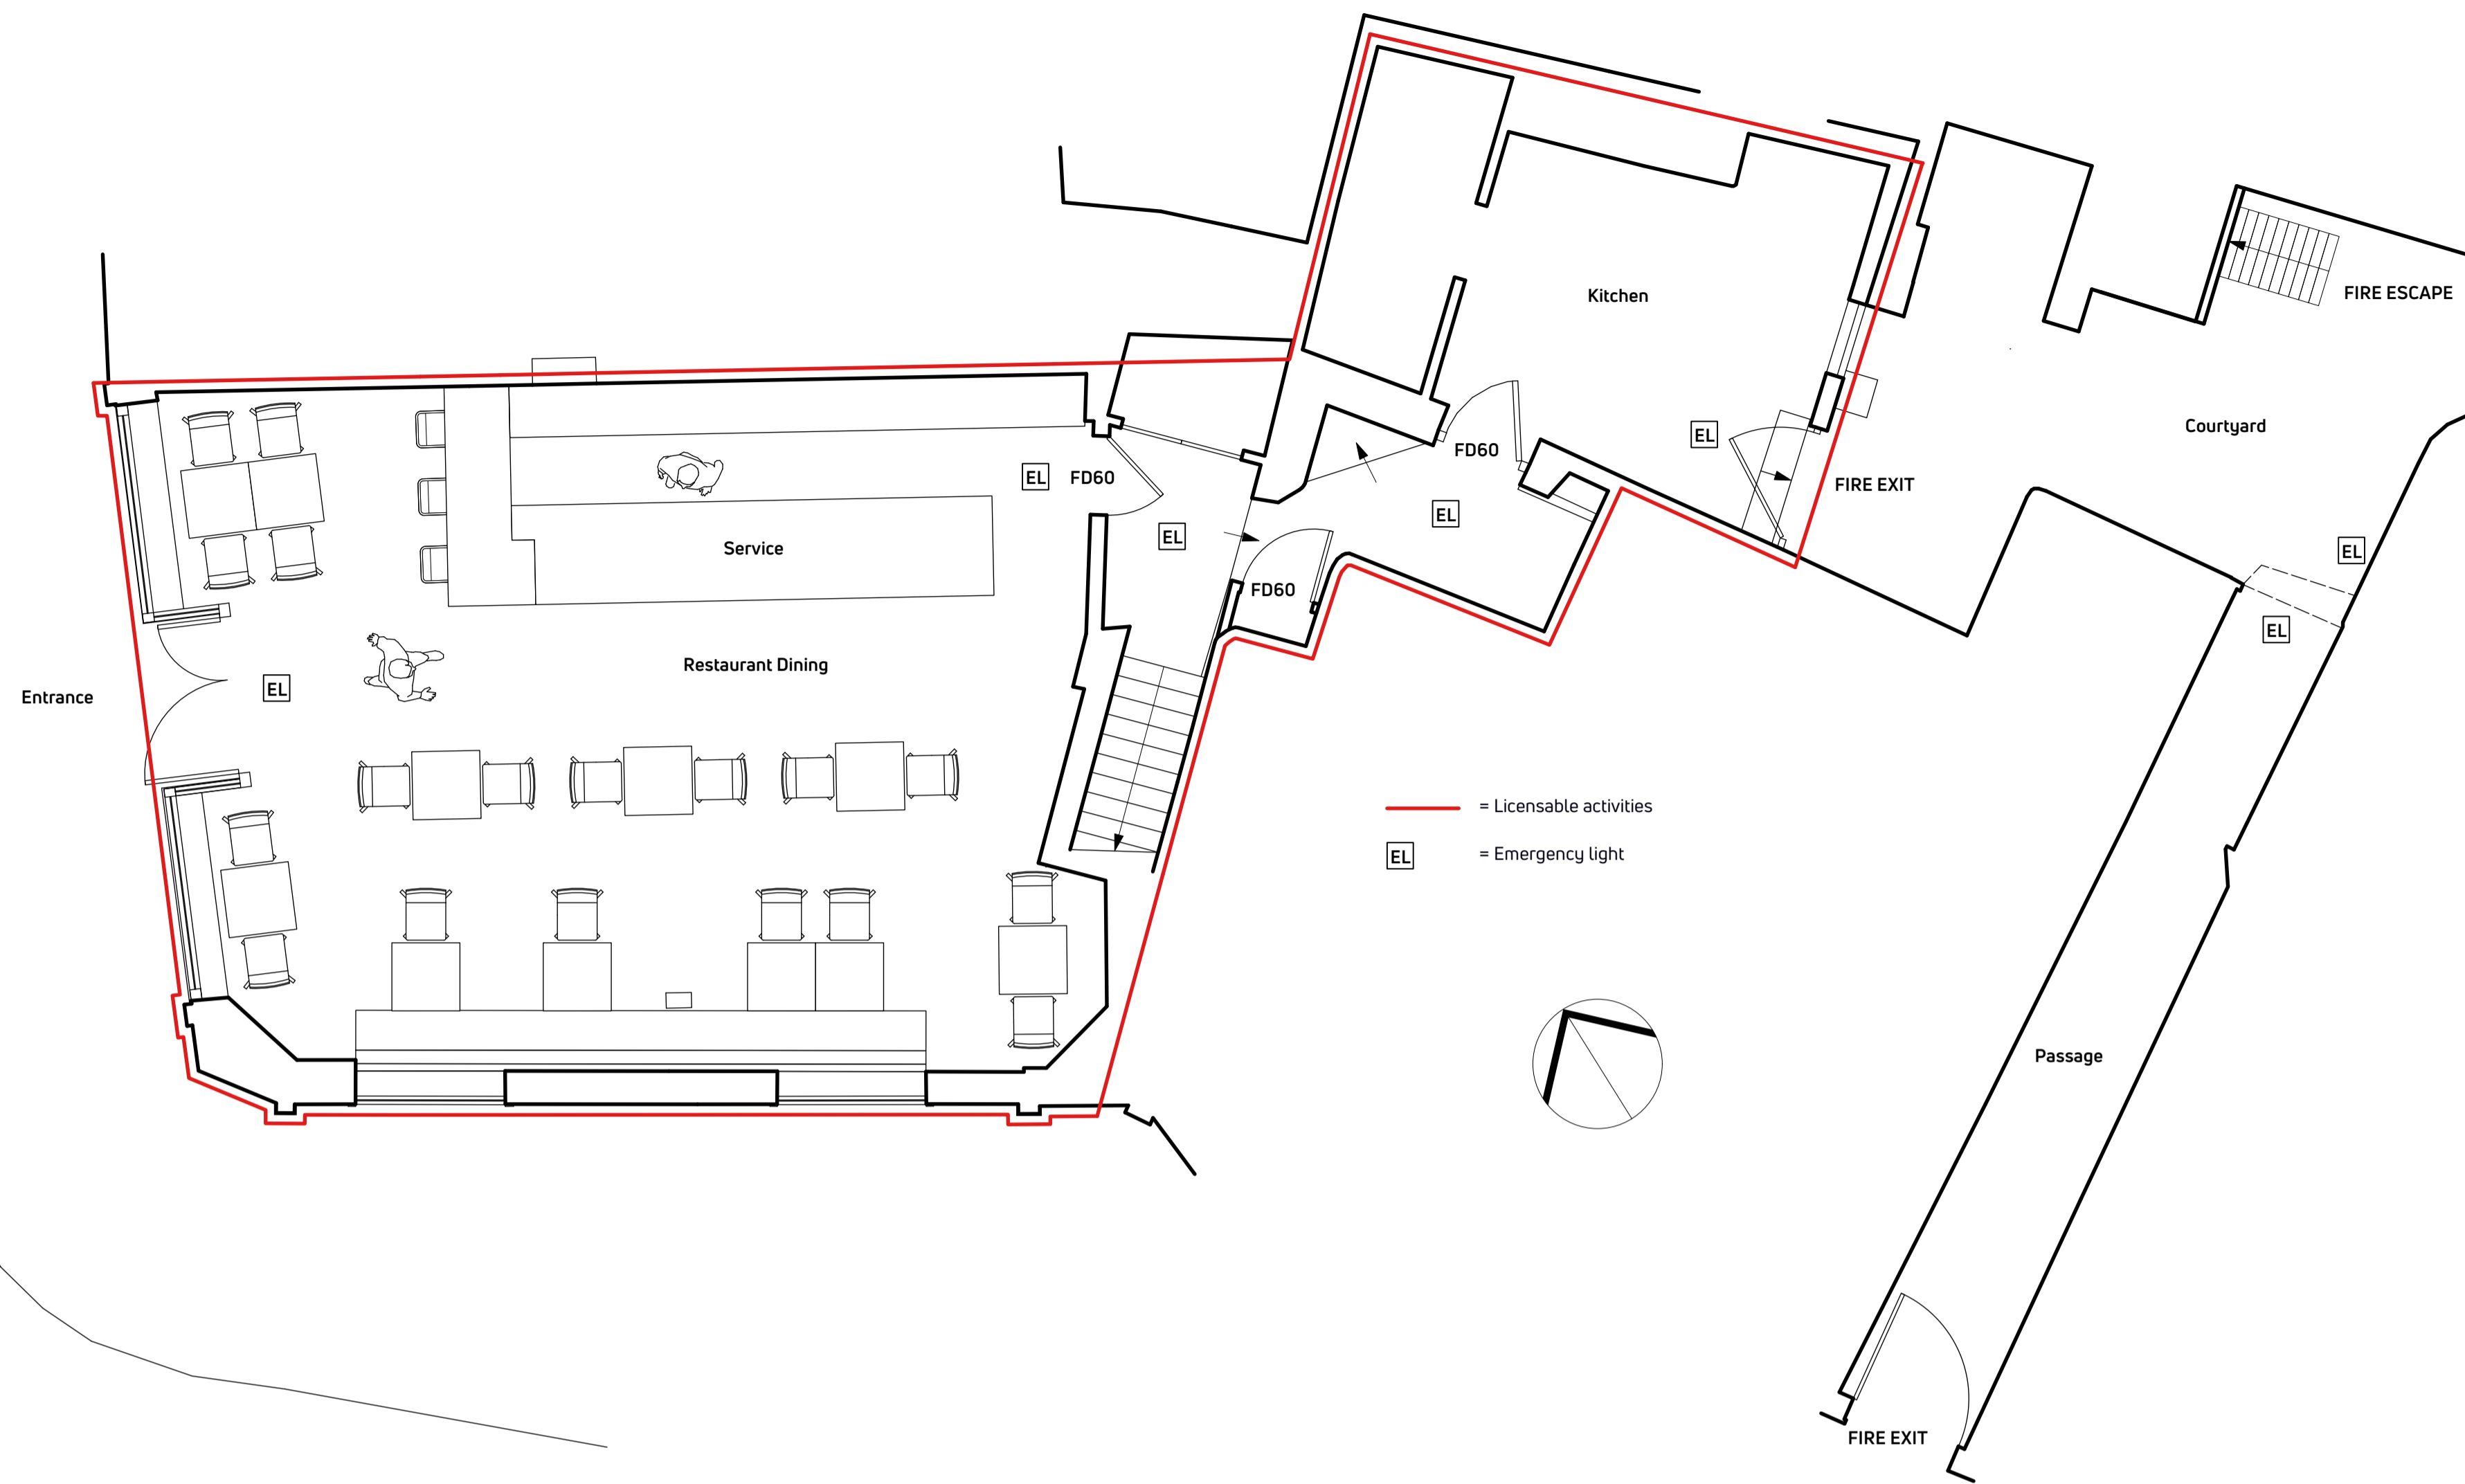 Kitchen
FIRE ESCAPE
Courtyard
EL
FD60
EL
FD60
FIRE EXIT
EL
EL
Service
EL
FD60
EL
Restaurant Dining
EL
Entrance
EL
= Licensable activities
EL = Emergency light
Passage
FIRE EXIT